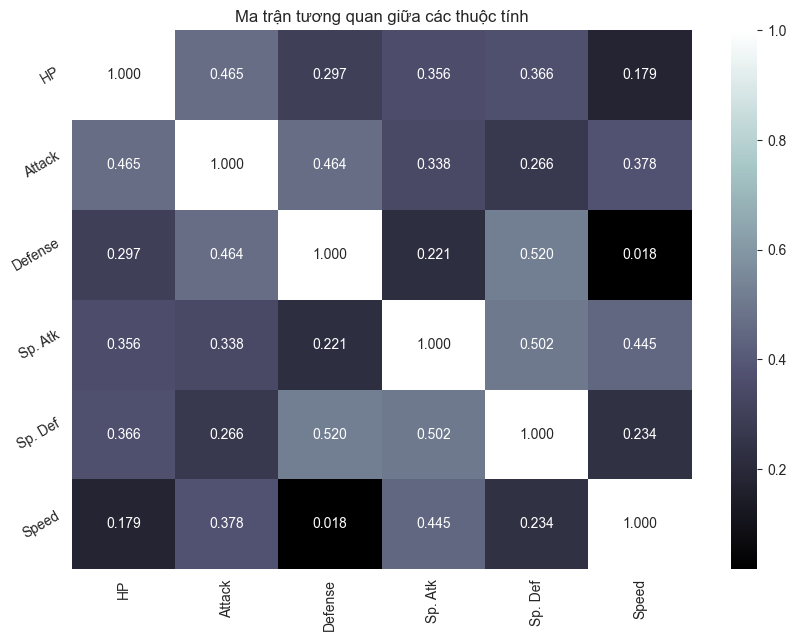 Ma trận tương quan giữa các thuộc tính
HP 1.000 0.465 0.297 0.356 0.366 0.179
Attack 0.465 1.000 0.464 0.338 0.266 0.378
Defense 0.297 0.464 1.000 0.221 0.520 0.018
Sp. Atk 0.356 0.338 0.221 1.000 0.502 0.445
Sp. Def 0.366 0.266 0.520 0.502 1.000 0.234
Speed 0.179 0.378 0.018 0.445 0.234 1.000
HP Attack Defense Sp. Atk Sp. Def Speed
1.0
0.8
0.6
0.4
0.2